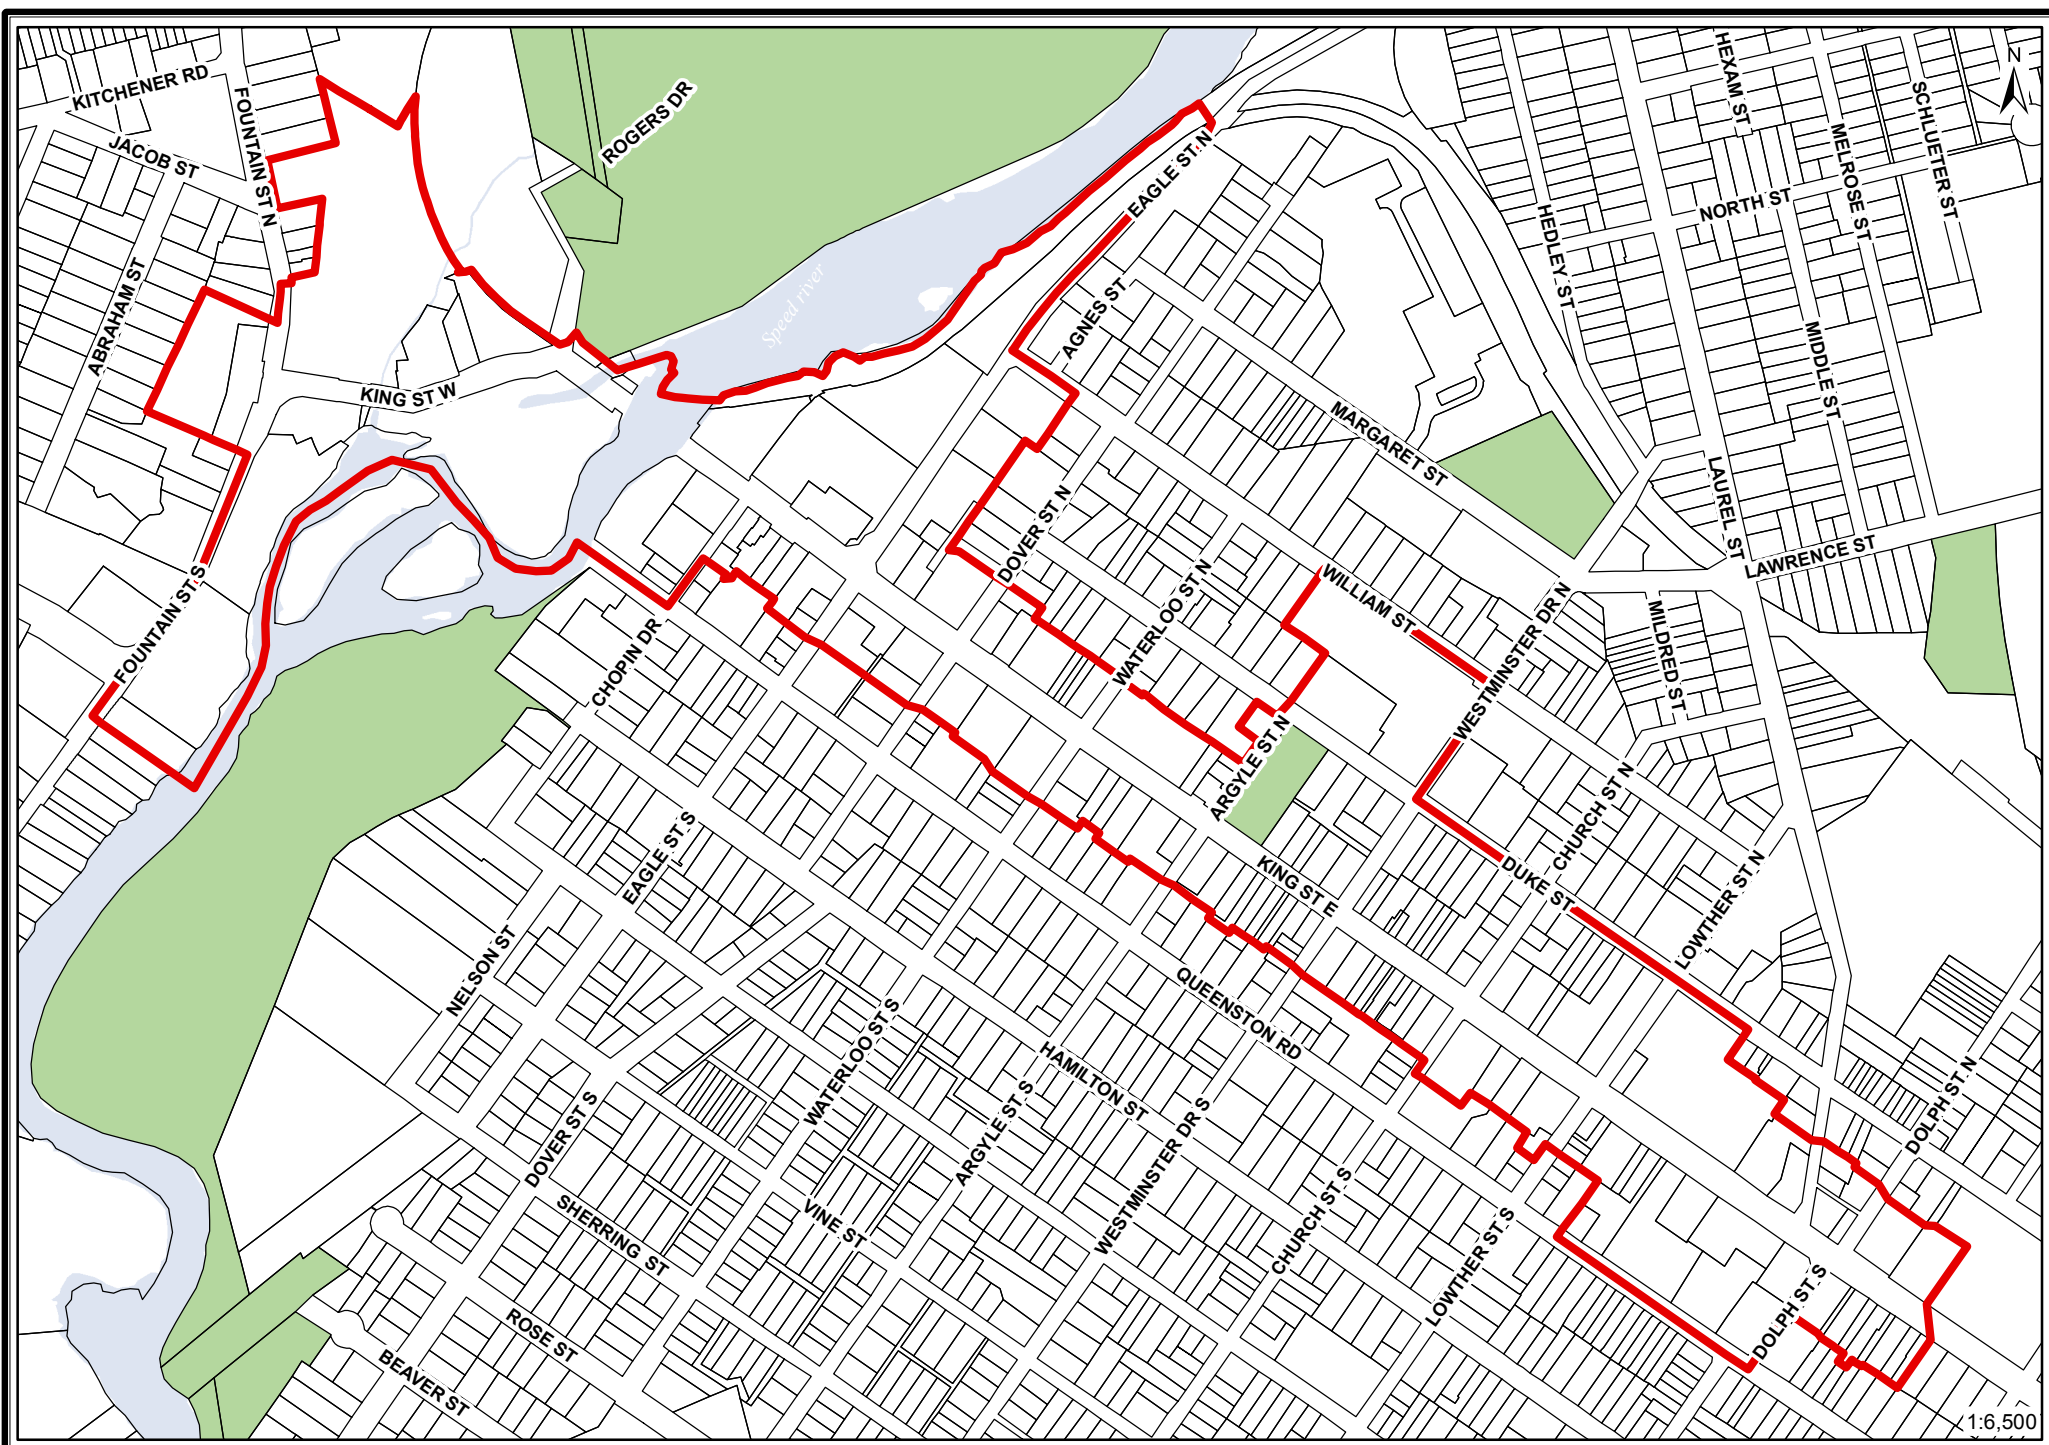 KITCHENER RD
FOUNTAIN ST N
JACOB ST
ABRAHAM ST
ROGERS DR
EAGLE ST N
HEXAM ST
SCHLUETER ST
N
MELROSE ST
NORTH ST
HEDLEY ST
Speed river
AGNES ST
MIDDLE ST
KING ST W
MARGARET ST
LAUREL ST
LAWRENCE ST
DOVER ST N
WATERLOO ST N
WILLIAM ST
WESTMINSTER DR N
MILDRED ST
FOUNTAIN ST S
CHOPIN DR
ARGYLE ST N
CHURCH ST N
EAGLE ST S
KING ST E
DUKE ST
LOWTHER ST N
NELSON ST
QUEENSTON RD
WATERLOO ST S
HAMILTON ST
DOLPH ST N
DOVER ST S
ARGYLE ST S
WESTMINSTER DR S
CHURCH ST S
SHERRING ST
VINE ST
LOWTHER ST S
DOLPH ST S
ROSE ST
BEAVER ST
1:6,500